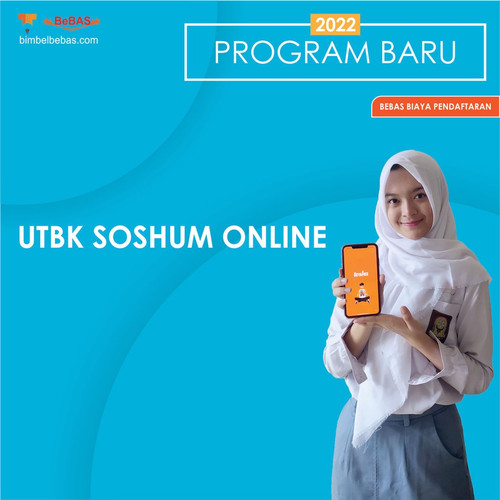 BeBAS
bimbelbebas.com
2022
PROGRAM BARU
BEBAS BIAYA PENDAFTARAN
UTBK SOSHUM ONLINE